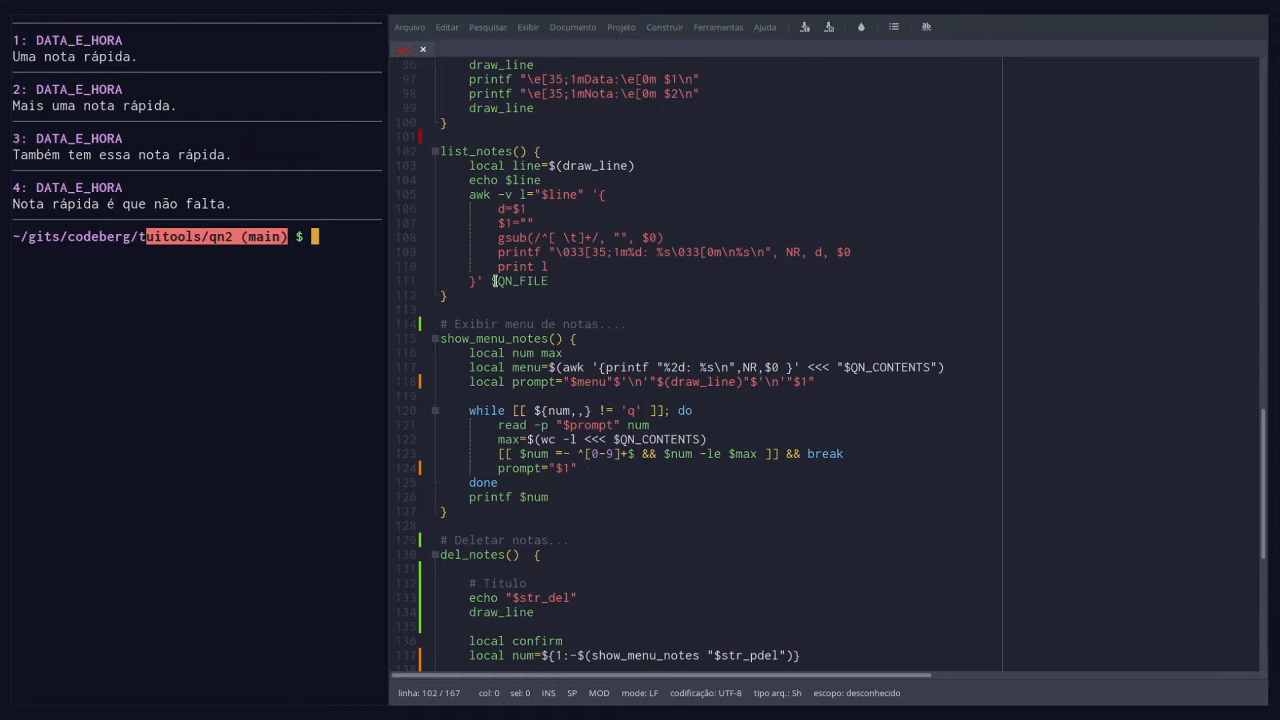 1: DATA_E_HORA
Uma nota rápida.
2: DATA_E_HORA
Mais uma nota rápida.
3: DATA_E_HORA
Também tem essa nota rápida.
4: DATA_E_HORA
Nota rápida é que não falta.
~/gits/codeberg/tuitools/qn2 (main) $
Arquivo Editar Pesquisar Exibir Documento Projeto Construir Ferramentas Ajuda
qn2
96 draw_line
97 printf "\e[35;1mData:\e[0m $1\n"
98 printf "\e[35;1mNota:\e[0m $2\n"
99 draw_line
100 }
101
102 list_notes() {
103 local line=$(draw_line)
104 echo $line
105 awk -v l="$line" '{
106 d=$1
107 $1=""
108 gsub(/^[ \t]+/, "", $0)
109 printf "\033[35;1m%d: %s\033[0m\n%s\n", NR, d, $0
110 print l
111 }' $QN_FILE
112 }
113
114 # Exibir menu de notas....
115 show_menu_notes() {
116 local num max
117 local menu=$(awk '{printf "%2d: %s\n",NR,$0 }' <<< "$QN_CONTENTS")
118 local prompt="$menu"$'\n'"$(draw_line)"$'\n'"$1"
119
120 while [[ ${num,,} != 'q' ]]; do
121 read -p "$prompt" num
122 max=$(wc -l <<< $QN_CONTENTS)
123 [[ $num =~ ^[0-9]+$ && $num -le $max ]] && break
124 prompt="$1"
125 done
126 printf $num
127 }
128
129 # Deletar notas...
130 del_notes() {
131
132 # Título
133 echo "$str_del"
134 draw_line
135
136 local confirm
137 local num=${1:-$(show_menu_notes "$str_pdel")}
138
linha: 102 / 167 col: 0 sel: 0 INS SP MOD mode: LF codificação: UTF-8 tipo arq.: Sh escopo: desconhecido